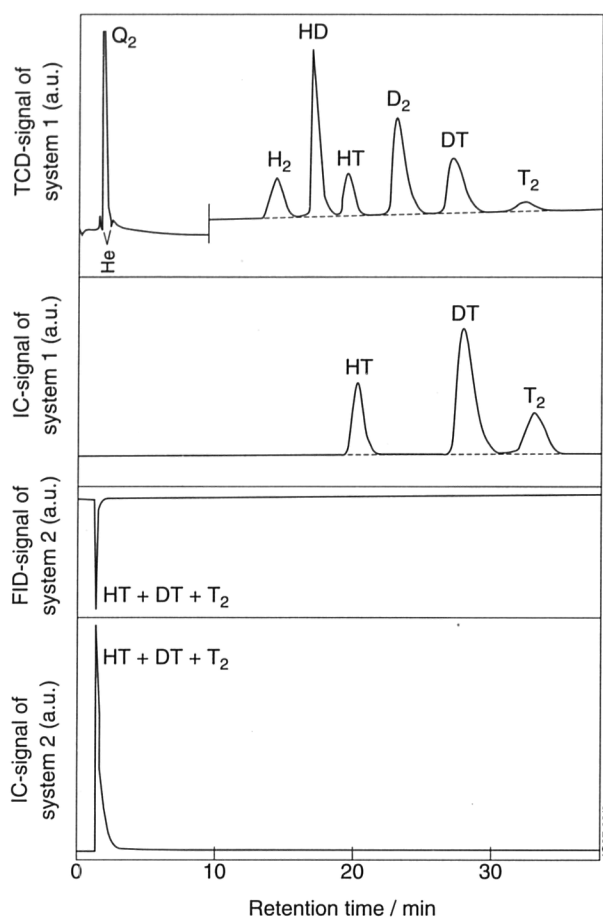 TCD-signal of
system 1 (a.u.)
Q₂
He
H₂
HD
HT
D₂
DT
T₂
IC-signal of
system 1 (a.u.)
HT
DT
T₂
FID-signal of
system 2 (a.u.)
HT + DT + T₂
IC-signal of
system 2 (a.u.)
HT + DT + T₂
0
10
20
30
Retention time / min